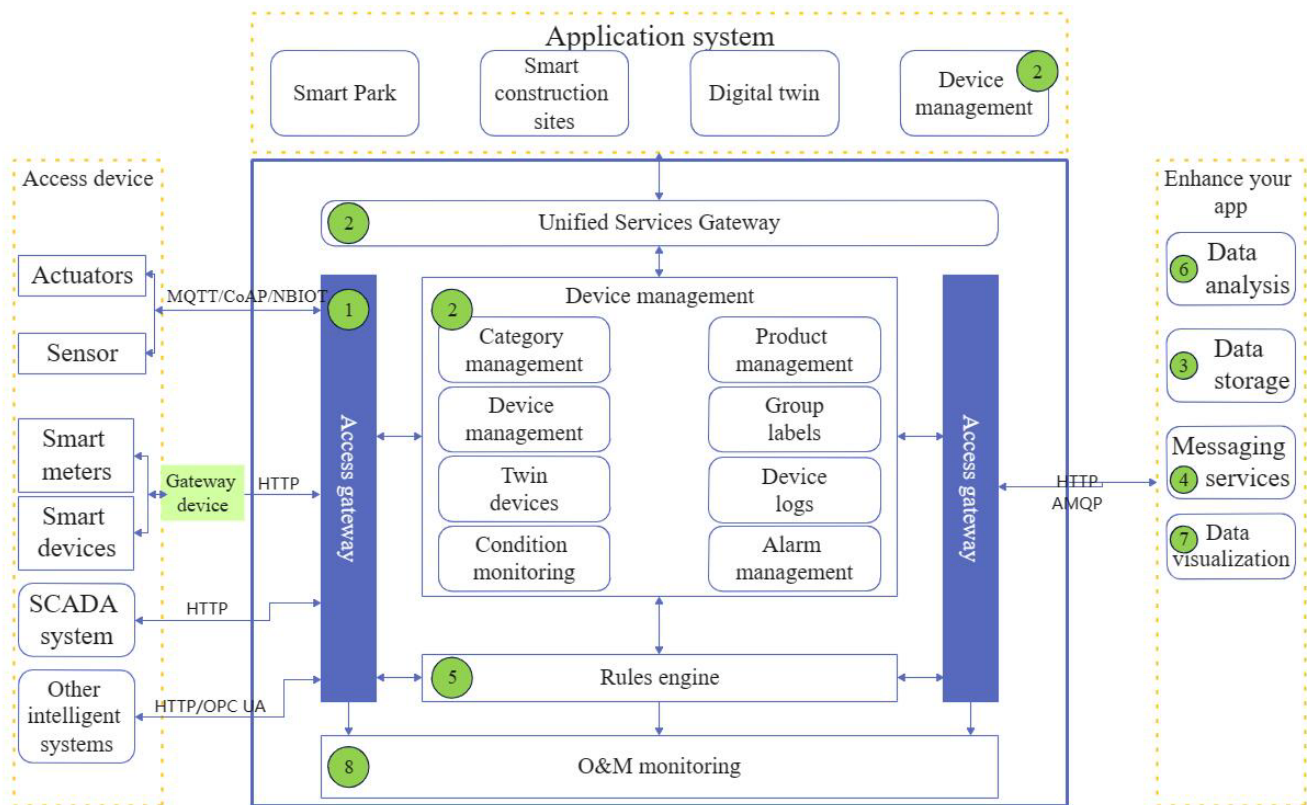 Application system
Smart Park
Smart
construction
sites
Digital twin
Device
management
2
Access device
Actuators
Sensor
Smart
meters
Smart
devices
SCADA
system
Other
intelligent
systems
MQTT/CoAP/NBIOT
Gateway
device
HTTP
HTTP
HTTP/OPC UA
2
Unified Services Gateway
1
Access gateway
Device management
2
Category
management
Product
management
Device
management
Group
labels
Twin
devices
Device
logs
Condition
monitoring
Alarm
management
5
Rules engine
8
O&M monitoring
Access gateway
HTTP
AMQP
Enhance your
app
6
Data
analysis
3
Data
storage
Messaging
4 services
7 Data
visualization